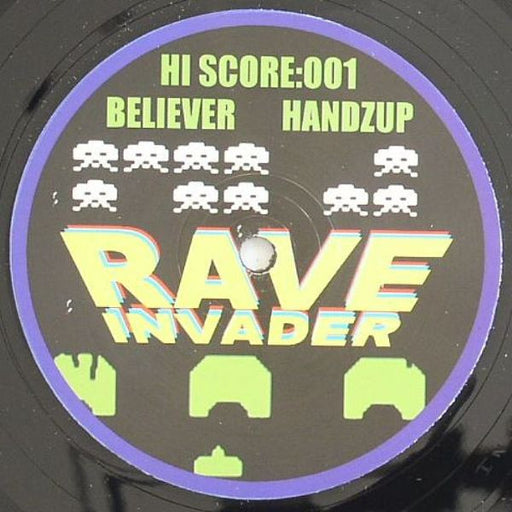 HI SCORE:001
BELIEVER HANDZUP
RAVE
INVADER